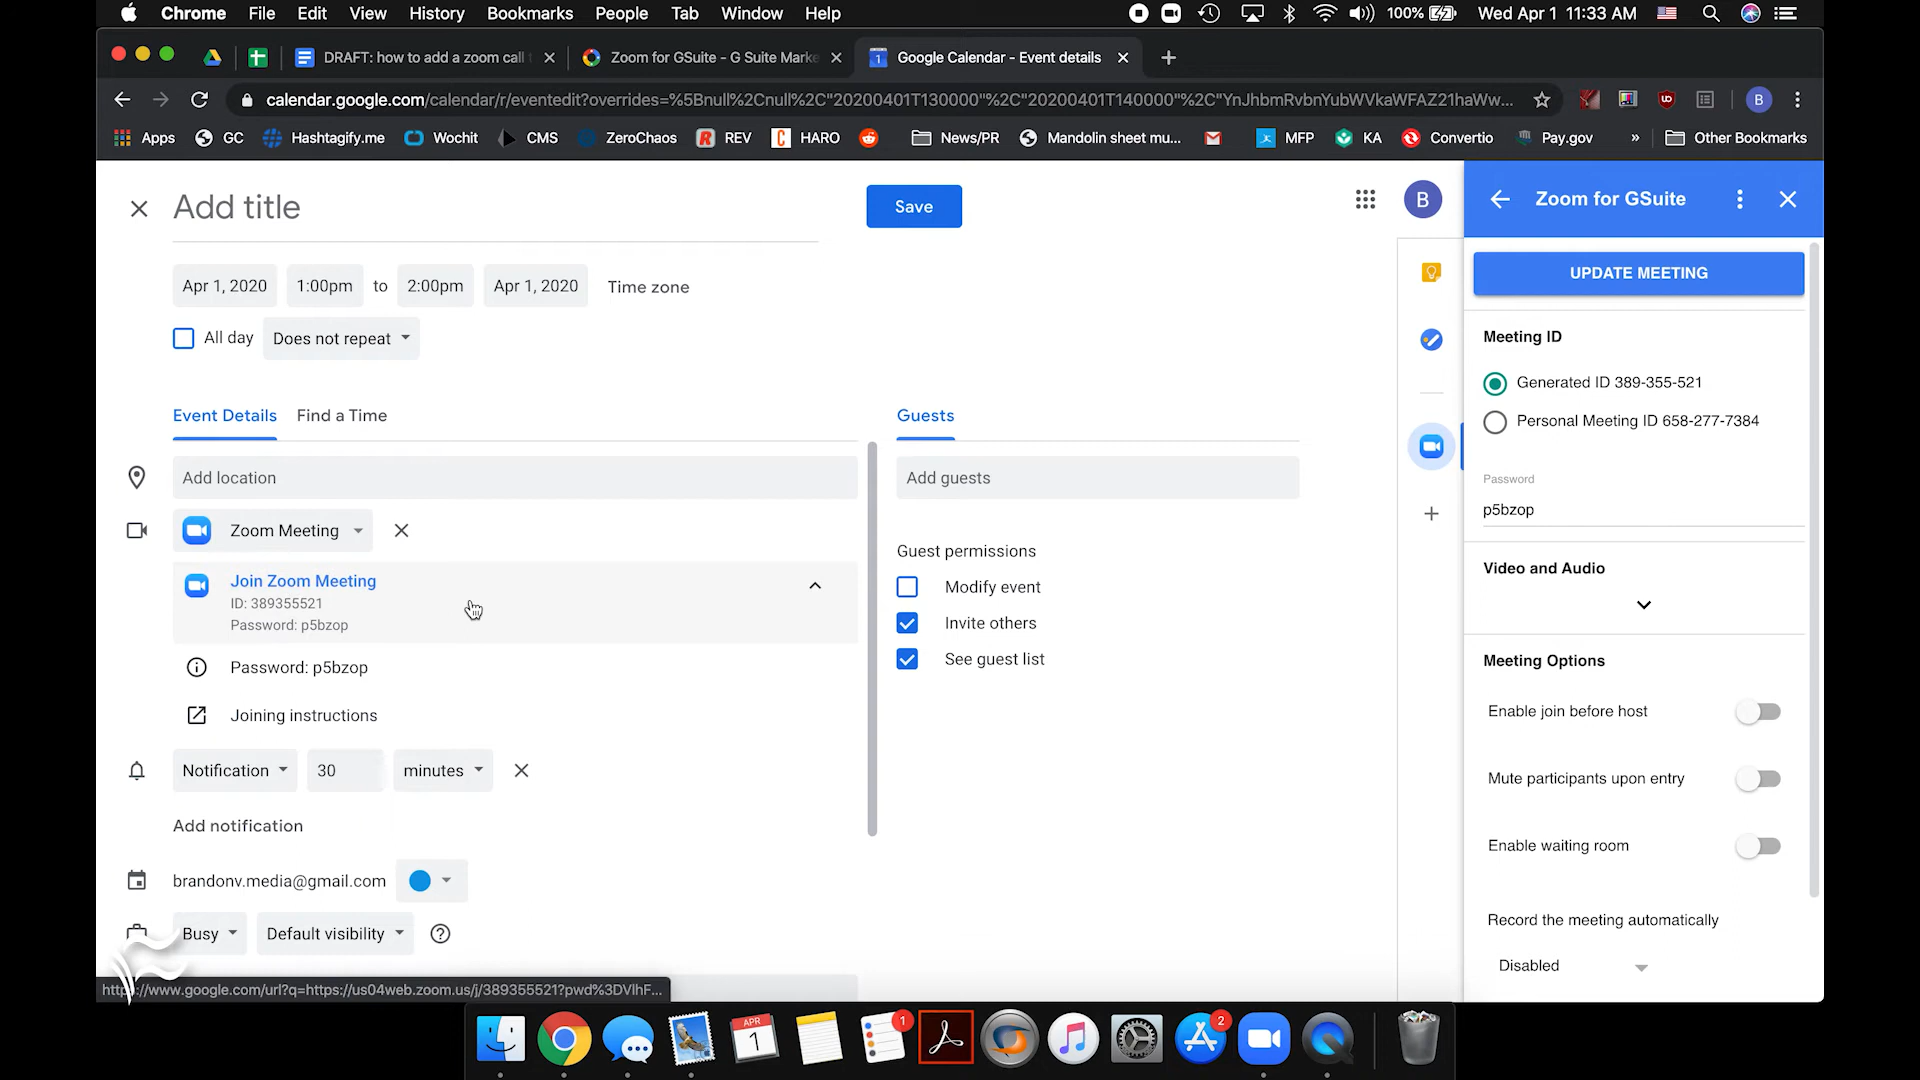 Chrome File Edit View History Bookmarks People Tab Window Help 100% Wed Apr 1 11:33 AM
DRAFT: how to add a zoom call
Zoom for GSuite - G Suite Marke
Google Calendar - Event details
calendar.google.com/calendar/r/eventedit?overrides=%5Bnull%2Cnull%2C"20200401T130000"%2C"20200401T140000"%2C"YnJhbmRvbnYubWVkaWFAZ21haWw...
Apps GC Hashtagify.me Wochit CMS ZeroChaos REV HARO News/PR Mandolin sheet mu... MFP KA Convertio Pay.gov » Other Bookmarks
Add title
Save
B
Apr 1, 2020 1:00pm to 2:00pm Apr 1, 2020 Time zone
All day Does not repeat
Event Details Find a Time
Add location
Zoom Meeting
Join Zoom Meeting
ID: 389355521
Password: p5bzop
Password: p5bzop
Joining instructions
Notification 30 minutes
Add notification
brandonv.media@gmail.com
Busy Default visibility
https://www.google.com/url?q=https://us04web.zoom.us/j/389355521?pwd%3DVlhF...
Guests
Add guests
Guest permissions
Modify event
Invite others
See guest list
Zoom for GSuite
UPDATE MEETING
Meeting ID
Generated ID 389-355-521
Personal Meeting ID 658-277-7384
Password
p5bzop
Video and Audio
Meeting Options
Enable join before host
Mute participants upon entry
Enable waiting room
Record the meeting automatically
Disabled
APR
1
1
2